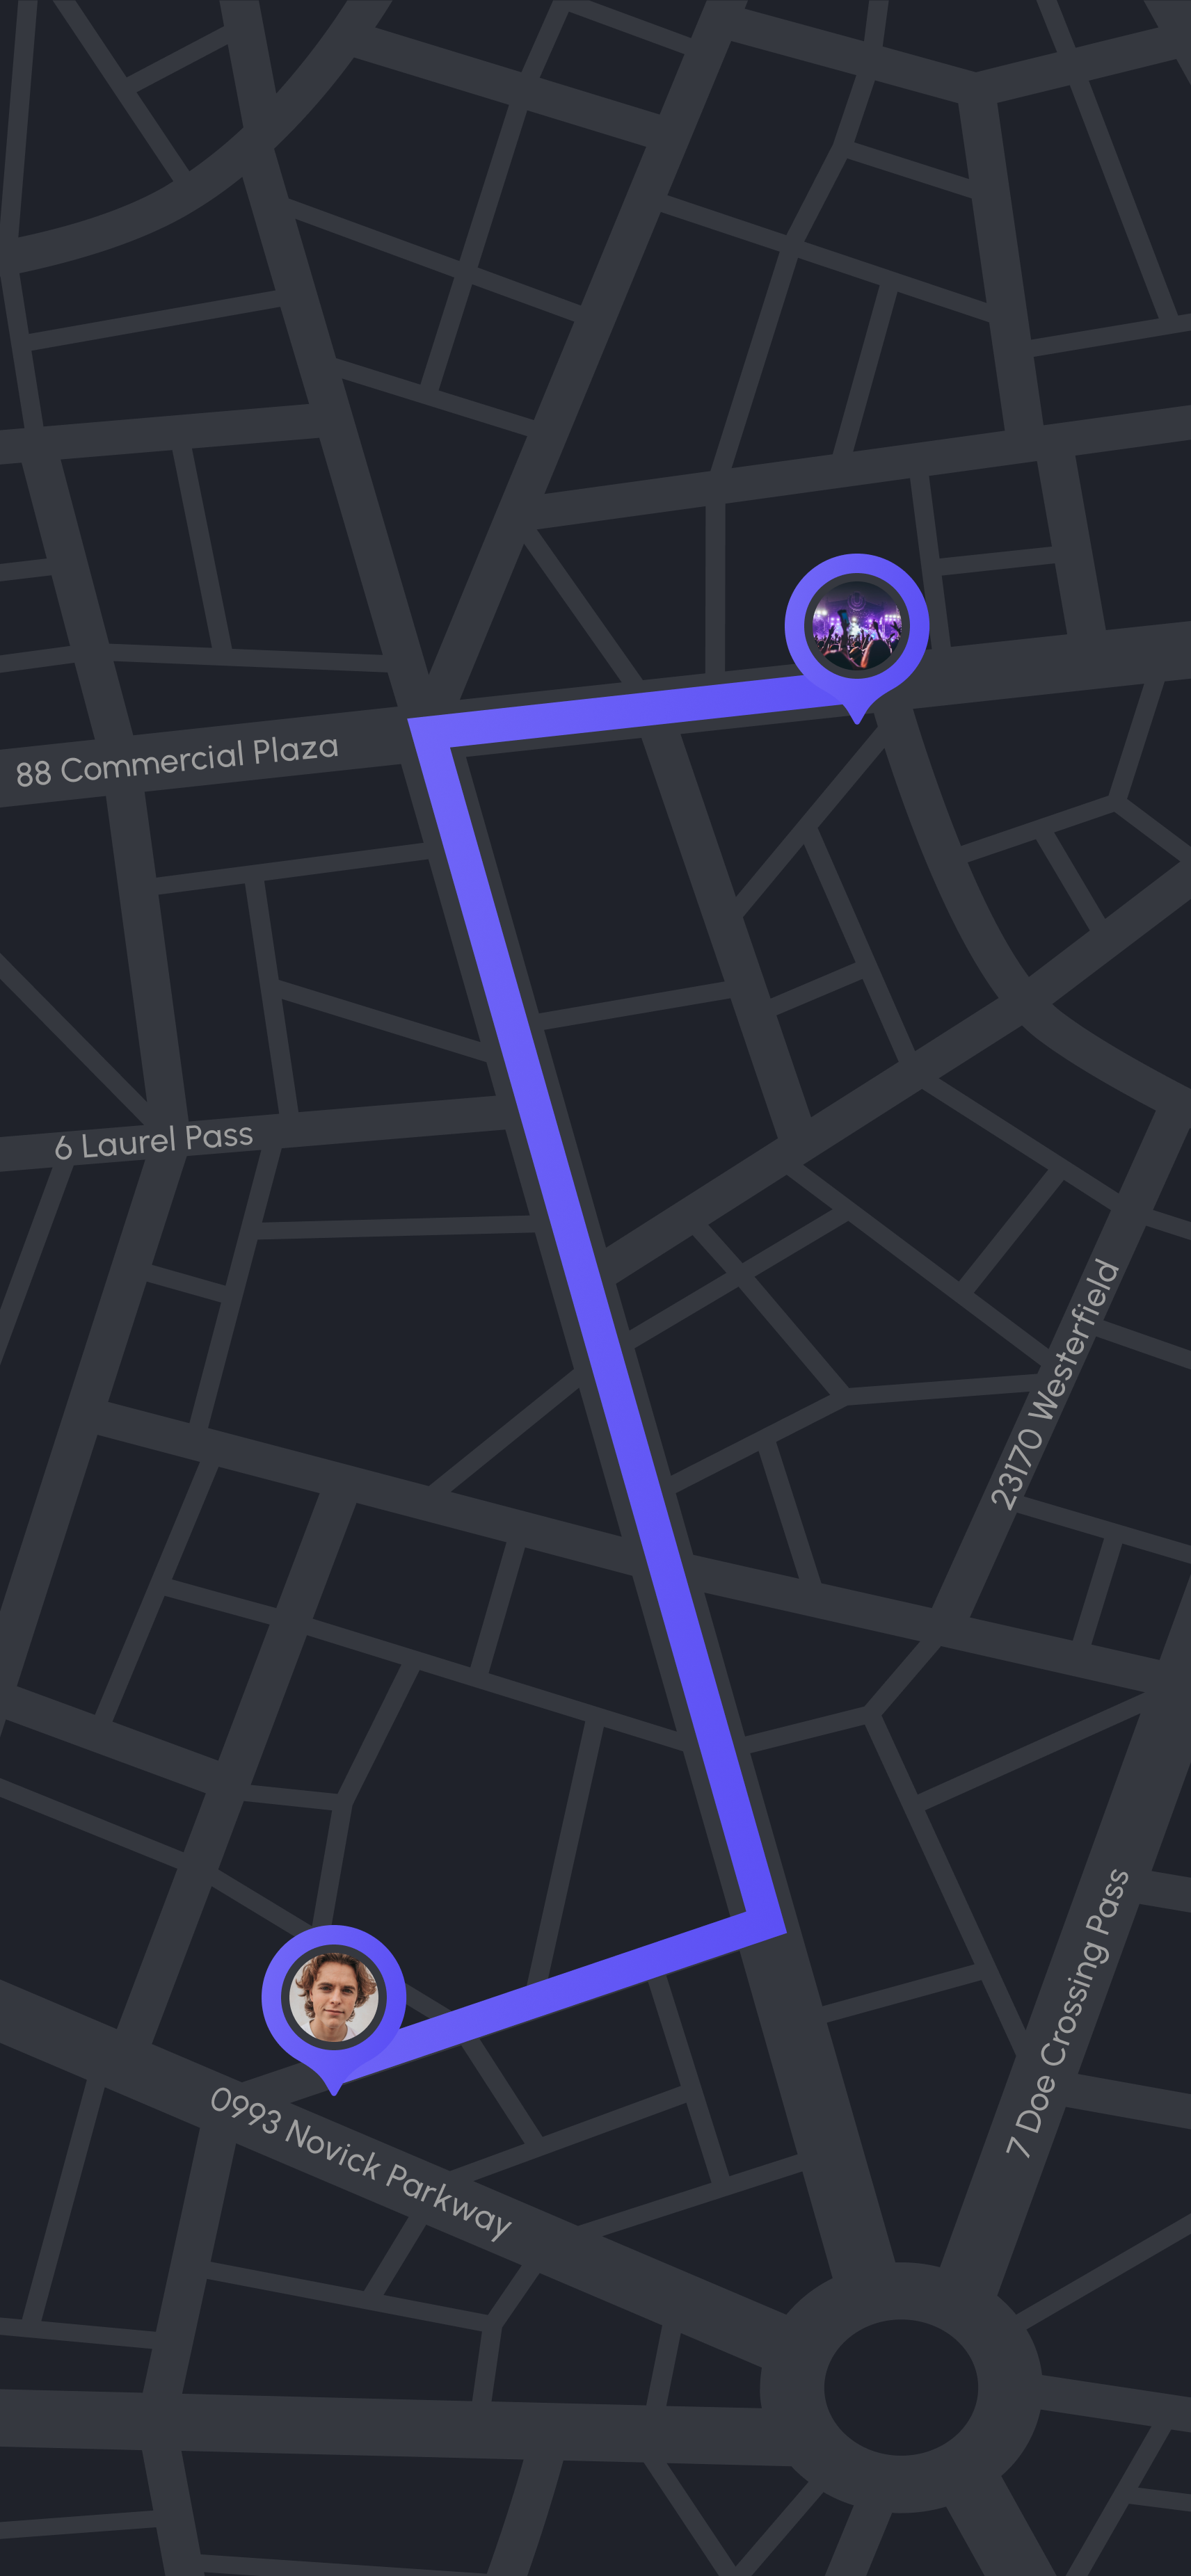 88 Commercial Plaza
6 Laurel Pass
23170 Westerfield
7 Doe Crossing Pass
0993 Novick Parkway